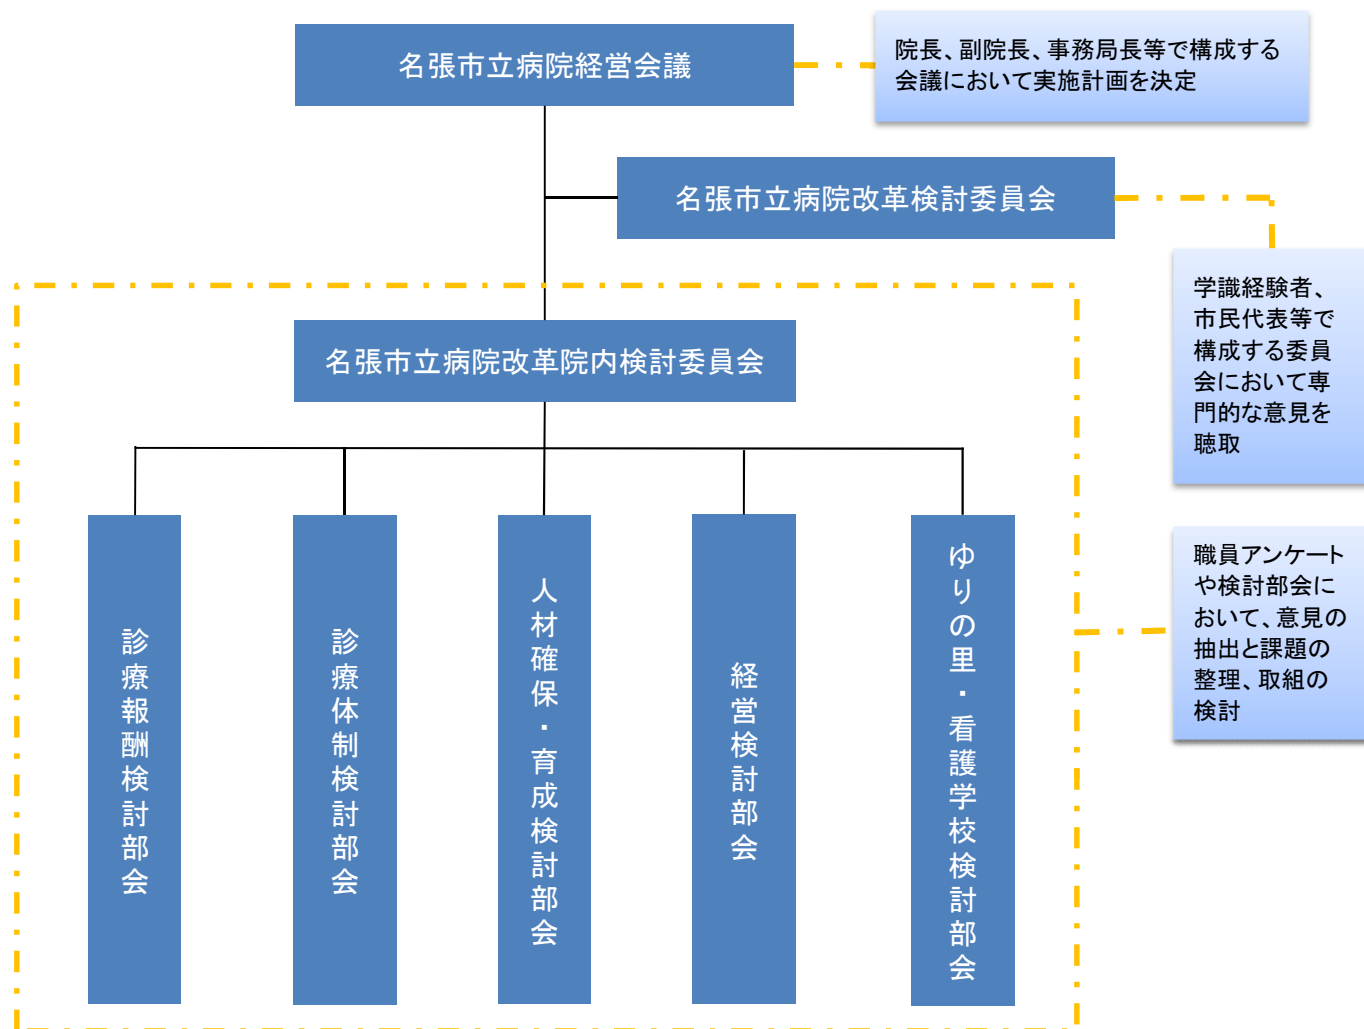 名張市立病院経営会議
院長、副院長、事務局長等で構成する
会議において実施計画を決定
名張市立病院改革検討委員会
学識経験者、
市民代表等で
構成する委員
会において専
門的な意見を
聴取
名張市立病院改革院内検討委員会
診療報酬検討部会
診療体制検討部会
人材確保・育成検討部会
経営検討部会
ゆりの里・看護学校検討部会
職員アンケート
や検討部会に
おいて、意見の
抽出と課題の
整理、取組の
検討